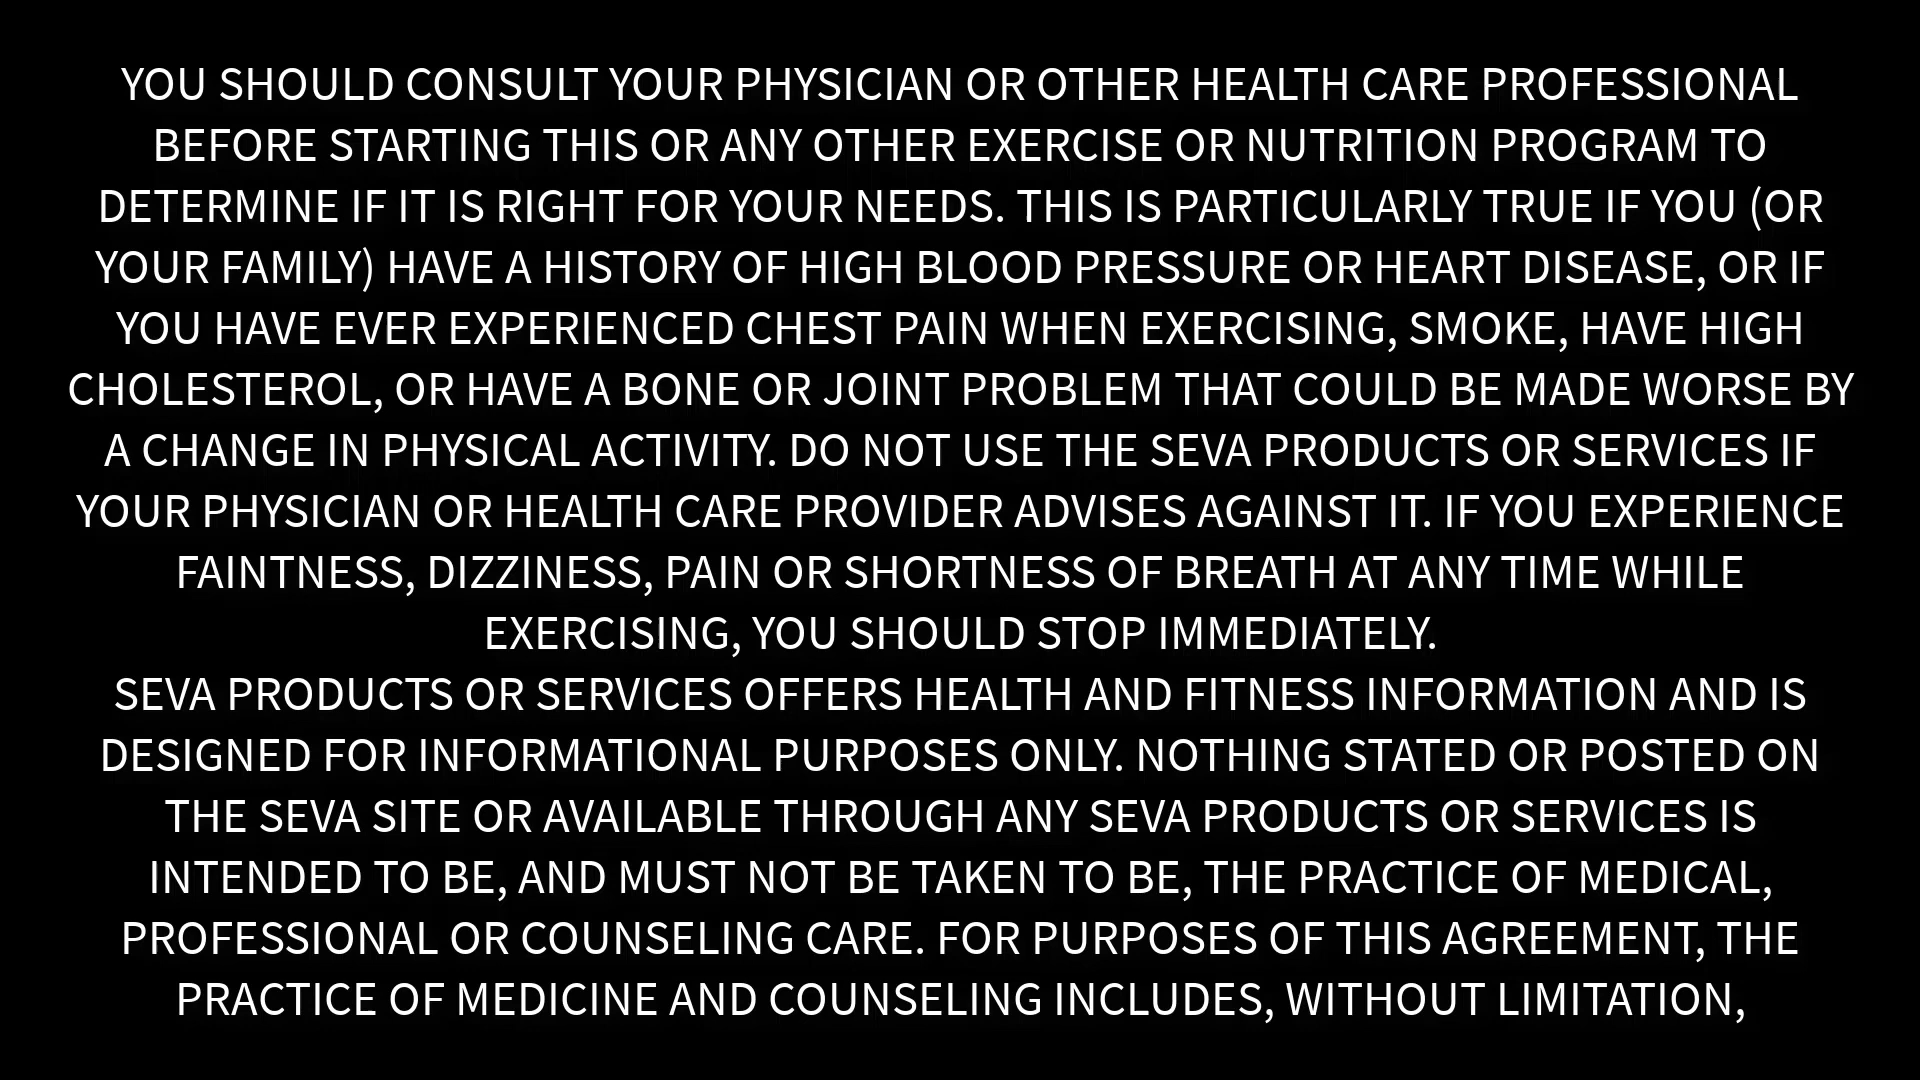 YOU SHOULD CONSULT YOUR PHYSICIAN OR OTHER HEALTH CARE PROFESSIONAL
BEFORE STARTING THIS OR ANY OTHER EXERCISE OR NUTRITION PROGRAM TO
DETERMINE IF IT IS RIGHT FOR YOUR NEEDS. THIS IS PARTICULARLY TRUE IF YOU (OR
YOUR FAMILY) HAVE A HISTORY OF HIGH BLOOD PRESSURE OR HEART DISEASE, OR IF
YOU HAVE EVER EXPERIENCED CHEST PAIN WHEN EXERCISING, SMOKE, HAVE HIGH
CHOLESTEROL, OR HAVE A BONE OR JOINT PROBLEM THAT COULD BE MADE WORSE BY
A CHANGE IN PHYSICAL ACTIVITY. DO NOT USE THE SEVA PRODUCTS OR SERVICES IF
YOUR PHYSICIAN OR HEALTH CARE PROVIDER ADVISES AGAINST IT. IF YOU EXPERIENCE
FAINTNESS, DIZZINESS, PAIN OR SHORTNESS OF BREATH AT ANY TIME WHILE
EXERCISING, YOU SHOULD STOP IMMEDIATELY.
SEVA PRODUCTS OR SERVICES OFFERS HEALTH AND FITNESS INFORMATION AND IS
DESIGNED FOR INFORMATIONAL PURPOSES ONLY. NOTHING STATED OR POSTED ON
THE SEVA SITE OR AVAILABLE THROUGH ANY SEVA PRODUCTS OR SERVICES IS
INTENDED TO BE, AND MUST NOT BE TAKEN TO BE, THE PRACTICE OF MEDICAL,
PROFESSIONAL OR COUNSELING CARE. FOR PURPOSES OF THIS AGREEMENT, THE
PRACTICE OF MEDICINE AND COUNSELING INCLUDES, WITHOUT LIMITATION,